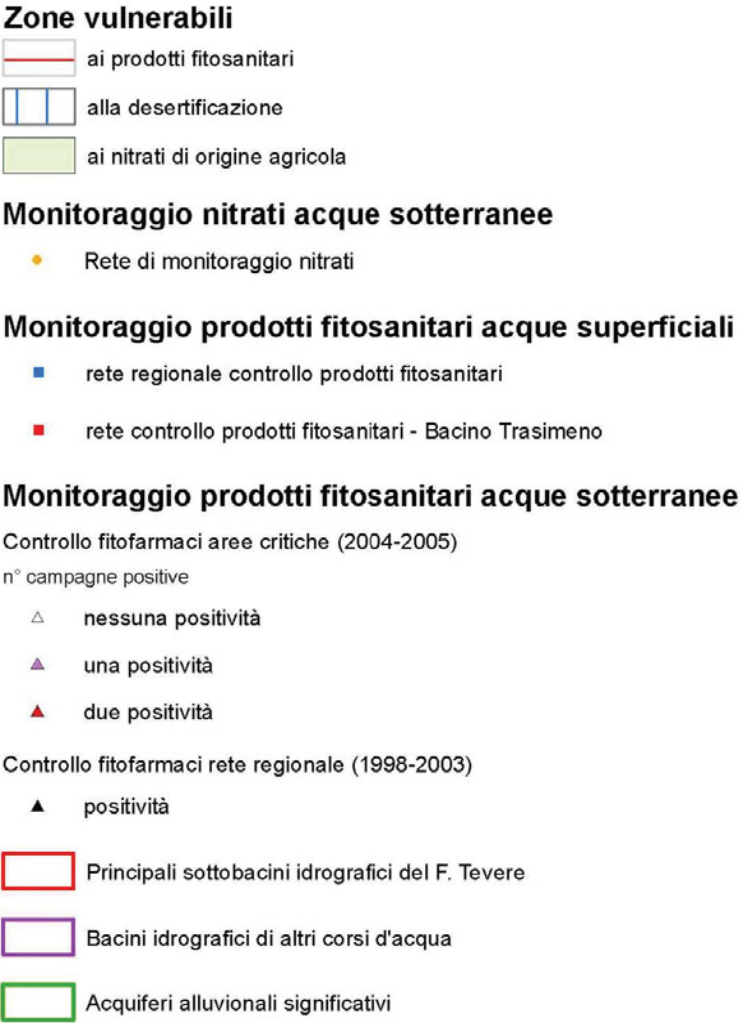 Zone vulnerabili
ai prodotti fitosanitari
alla desertificazione
ai nitrati di origine agricola
Monitoraggio nitrati acque sotterranee
Rete di monitoraggio nitrati
Monitoraggio prodotti fitosanitari acque superficiali
rete regionale controllo prodotti fitosanitari
rete controllo prodotti fitosanitari - Bacino Trasimeno
Monitoraggio prodotti fitosanitari acque sotterranee
Controllo fitofarmaci aree critiche (2004-2005)
n° campagne positive
nessuna positività
una positività
due positività
Controllo fitofarmaci rete regionale (1998-2003)
positività
Principali sottobacini idrografici del F. Tevere
Bacini idrografici di altri corsi d'acqua
Acquiferi alluvionali significativi